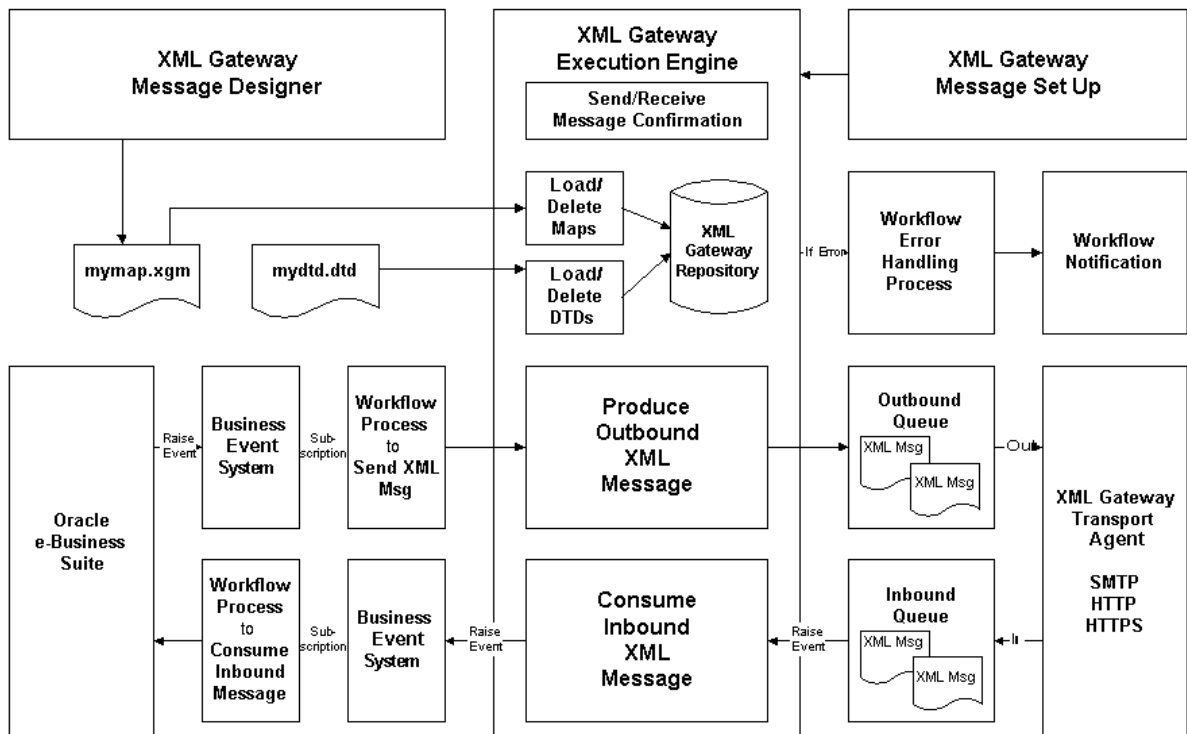 XML Gateway
Message Designer
XML Gateway
Execution Engine
Send/Receive
Message Confirmation
XML Gateway
Message Set Up
mymap.xgm
mydtd.dtd
Load/
Delete
Maps
Load/
Delete
DTDs
XML
Gateway
Repository
If Error
Workflow
Error
Handling
Process
Workflow
Notification
Oracle
e-Business
Suite
Raise
Event
Business
Event
System
Sub-
scription
Workflow
Process
to
Send XML
Msg
Produce
Outbound
XML
Message
Outbound
Queue
XML Msg
XML Msg
Out
XML Gateway
Transport
Agent
SMTP
HTTP
HTTPS
Workflow
Process
to
Consume
Inbound
Message
Sub-
scription
Business
Event
System
Raise
Event
Consume
Inbound
XML
Message
Raise
Event
Inbound
Queue
XML Msg
XML Msg